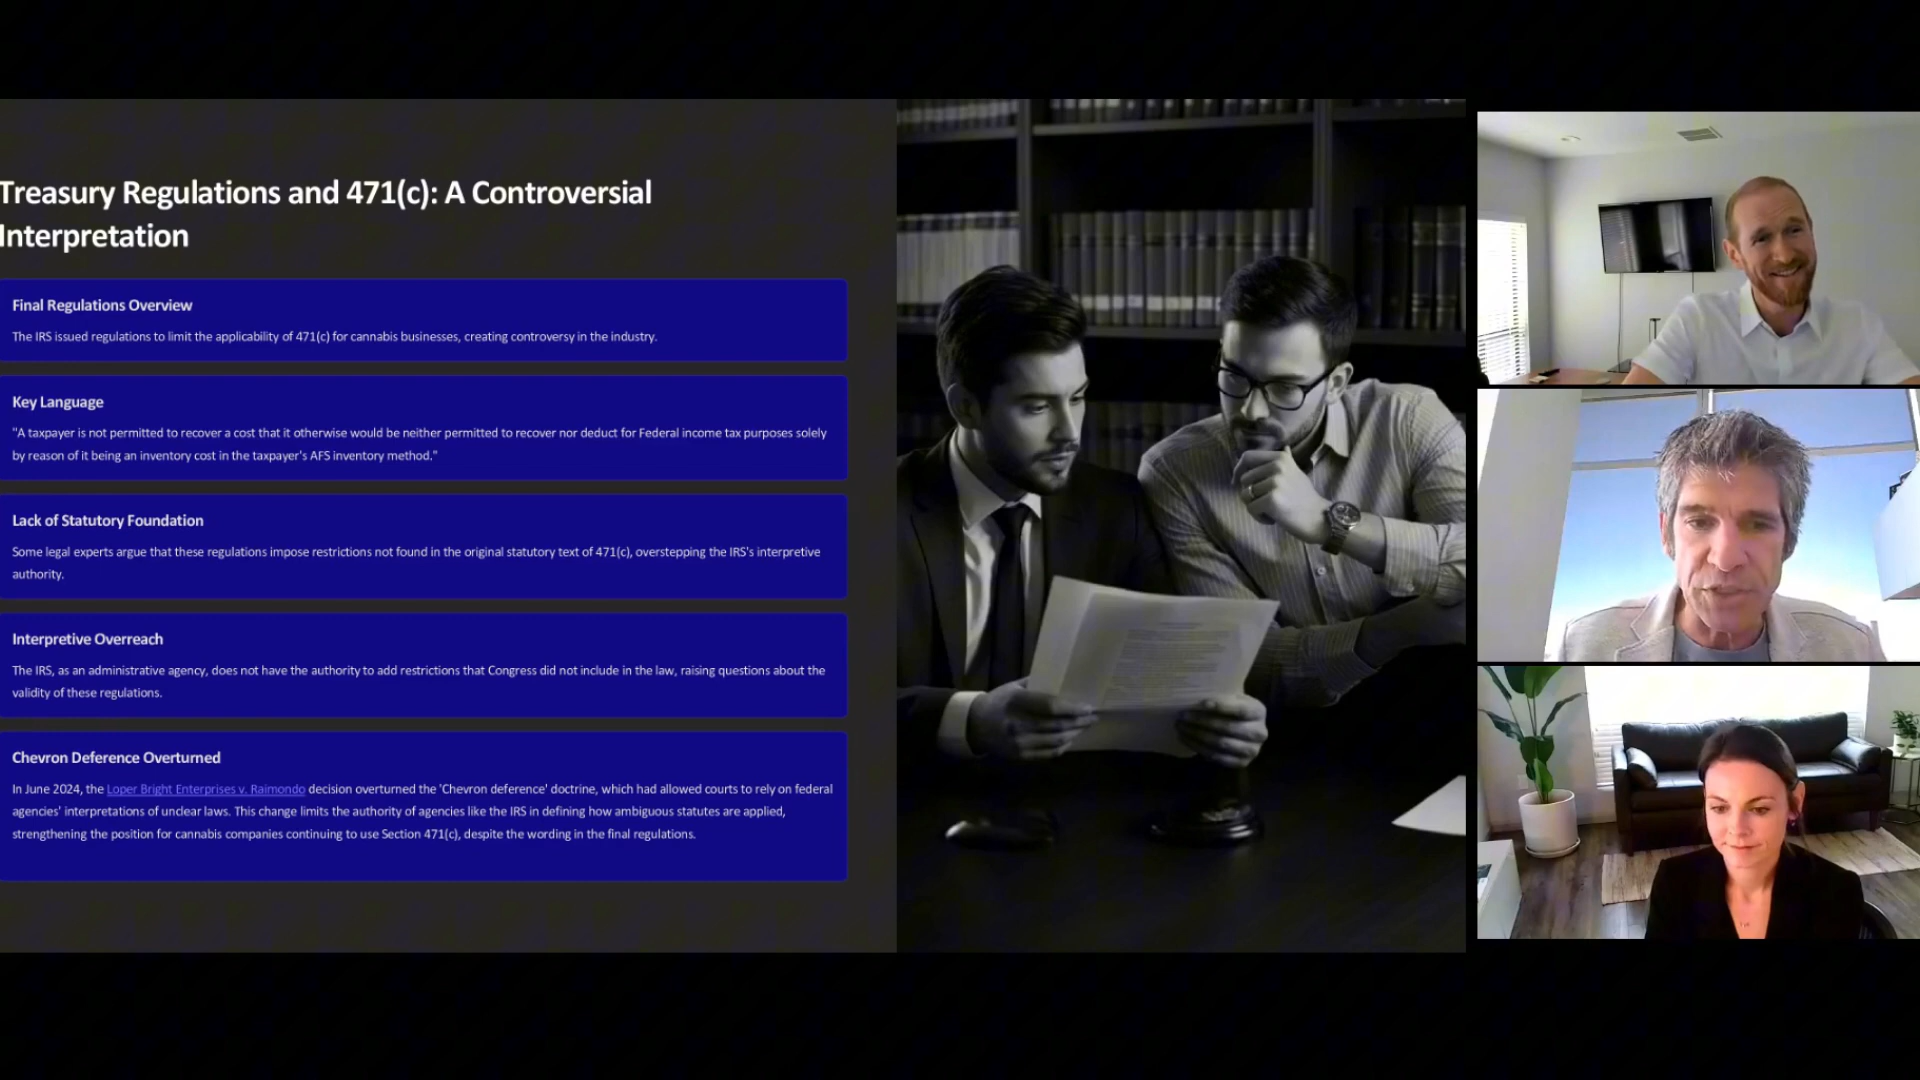 Treasury Regulations and 471(c): A Controversial
Interpretation
Final Regulations Overview
The IRS issued regulations to limit the applicability of 471(c) for cannabis businesses, creating controversy in the industry.
Key Language
"A taxpayer is not permitted to recover a cost that it otherwise would be neither permitted to recover nor deduct for Federal income tax purposes solely
by reason of it being an inventory cost in the taxpayer's AFS inventory method."
Lack of Statutory Foundation
Some legal experts argue that these regulations impose restrictions not found in the original statutory text of 471(c), overstepping the IRS's interpretive
authority.
Interpretive Overreach
The IRS, as an administrative agency, does not have the authority to add restrictions that Congress did not include in the law, raising questions about the
validity of these regulations.
Chevron Deference Overturned
In June 2024, the Loper Bright Enterprises v. Raimondo decision overturned the 'Chevron deference' doctrine, which had allowed courts to rely on federal
agencies' interpretations of unclear laws. This change limits the authority of agencies like the IRS in defining how ambiguous statutes are applied,
strengthening the position for cannabis companies continuing to use Section 471(c), despite the wording in the final regulations.